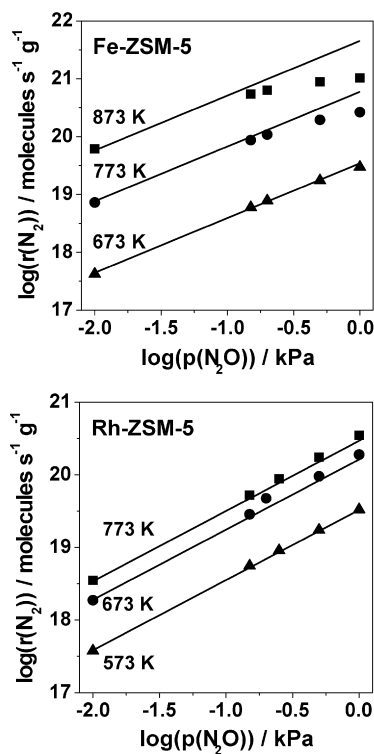 Fe-ZSM-5
22
21
20
19
18
17
873 K
773 K
673 K
log(r(N₂)) / molecules s⁻¹ g⁻¹
-2.0 -1.5 -1.0 -0.5 0.0
log(p(N₂O)) / kPa
Rh-ZSM-5
21
20
19
18
17
773 K
673 K
573 K
log(r(N₂)) / molecules s⁻¹ g⁻¹
-2.0 -1.5 -1.0 -0.5 0.0
log(p(N₂O)) / kPa